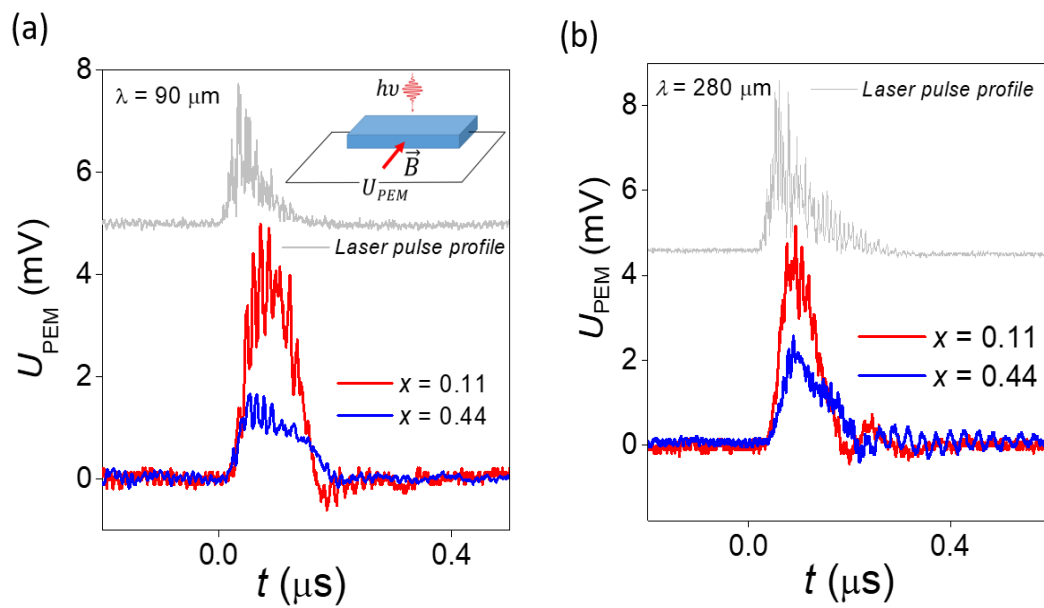 (a)
8
6
4
2
0
U_PEM (mV)
λ = 90 μm
hυ
B⃗
U_PEM
Laser pulse profile
x = 0.11
x = 0.44
0.0
0.4
t (μs)
(b)
8
6
4
2
0
U_PEM (mV)
λ = 280 μm
Laser pulse profile
x = 0.11
x = 0.44
0.0
0.4
t (μs)